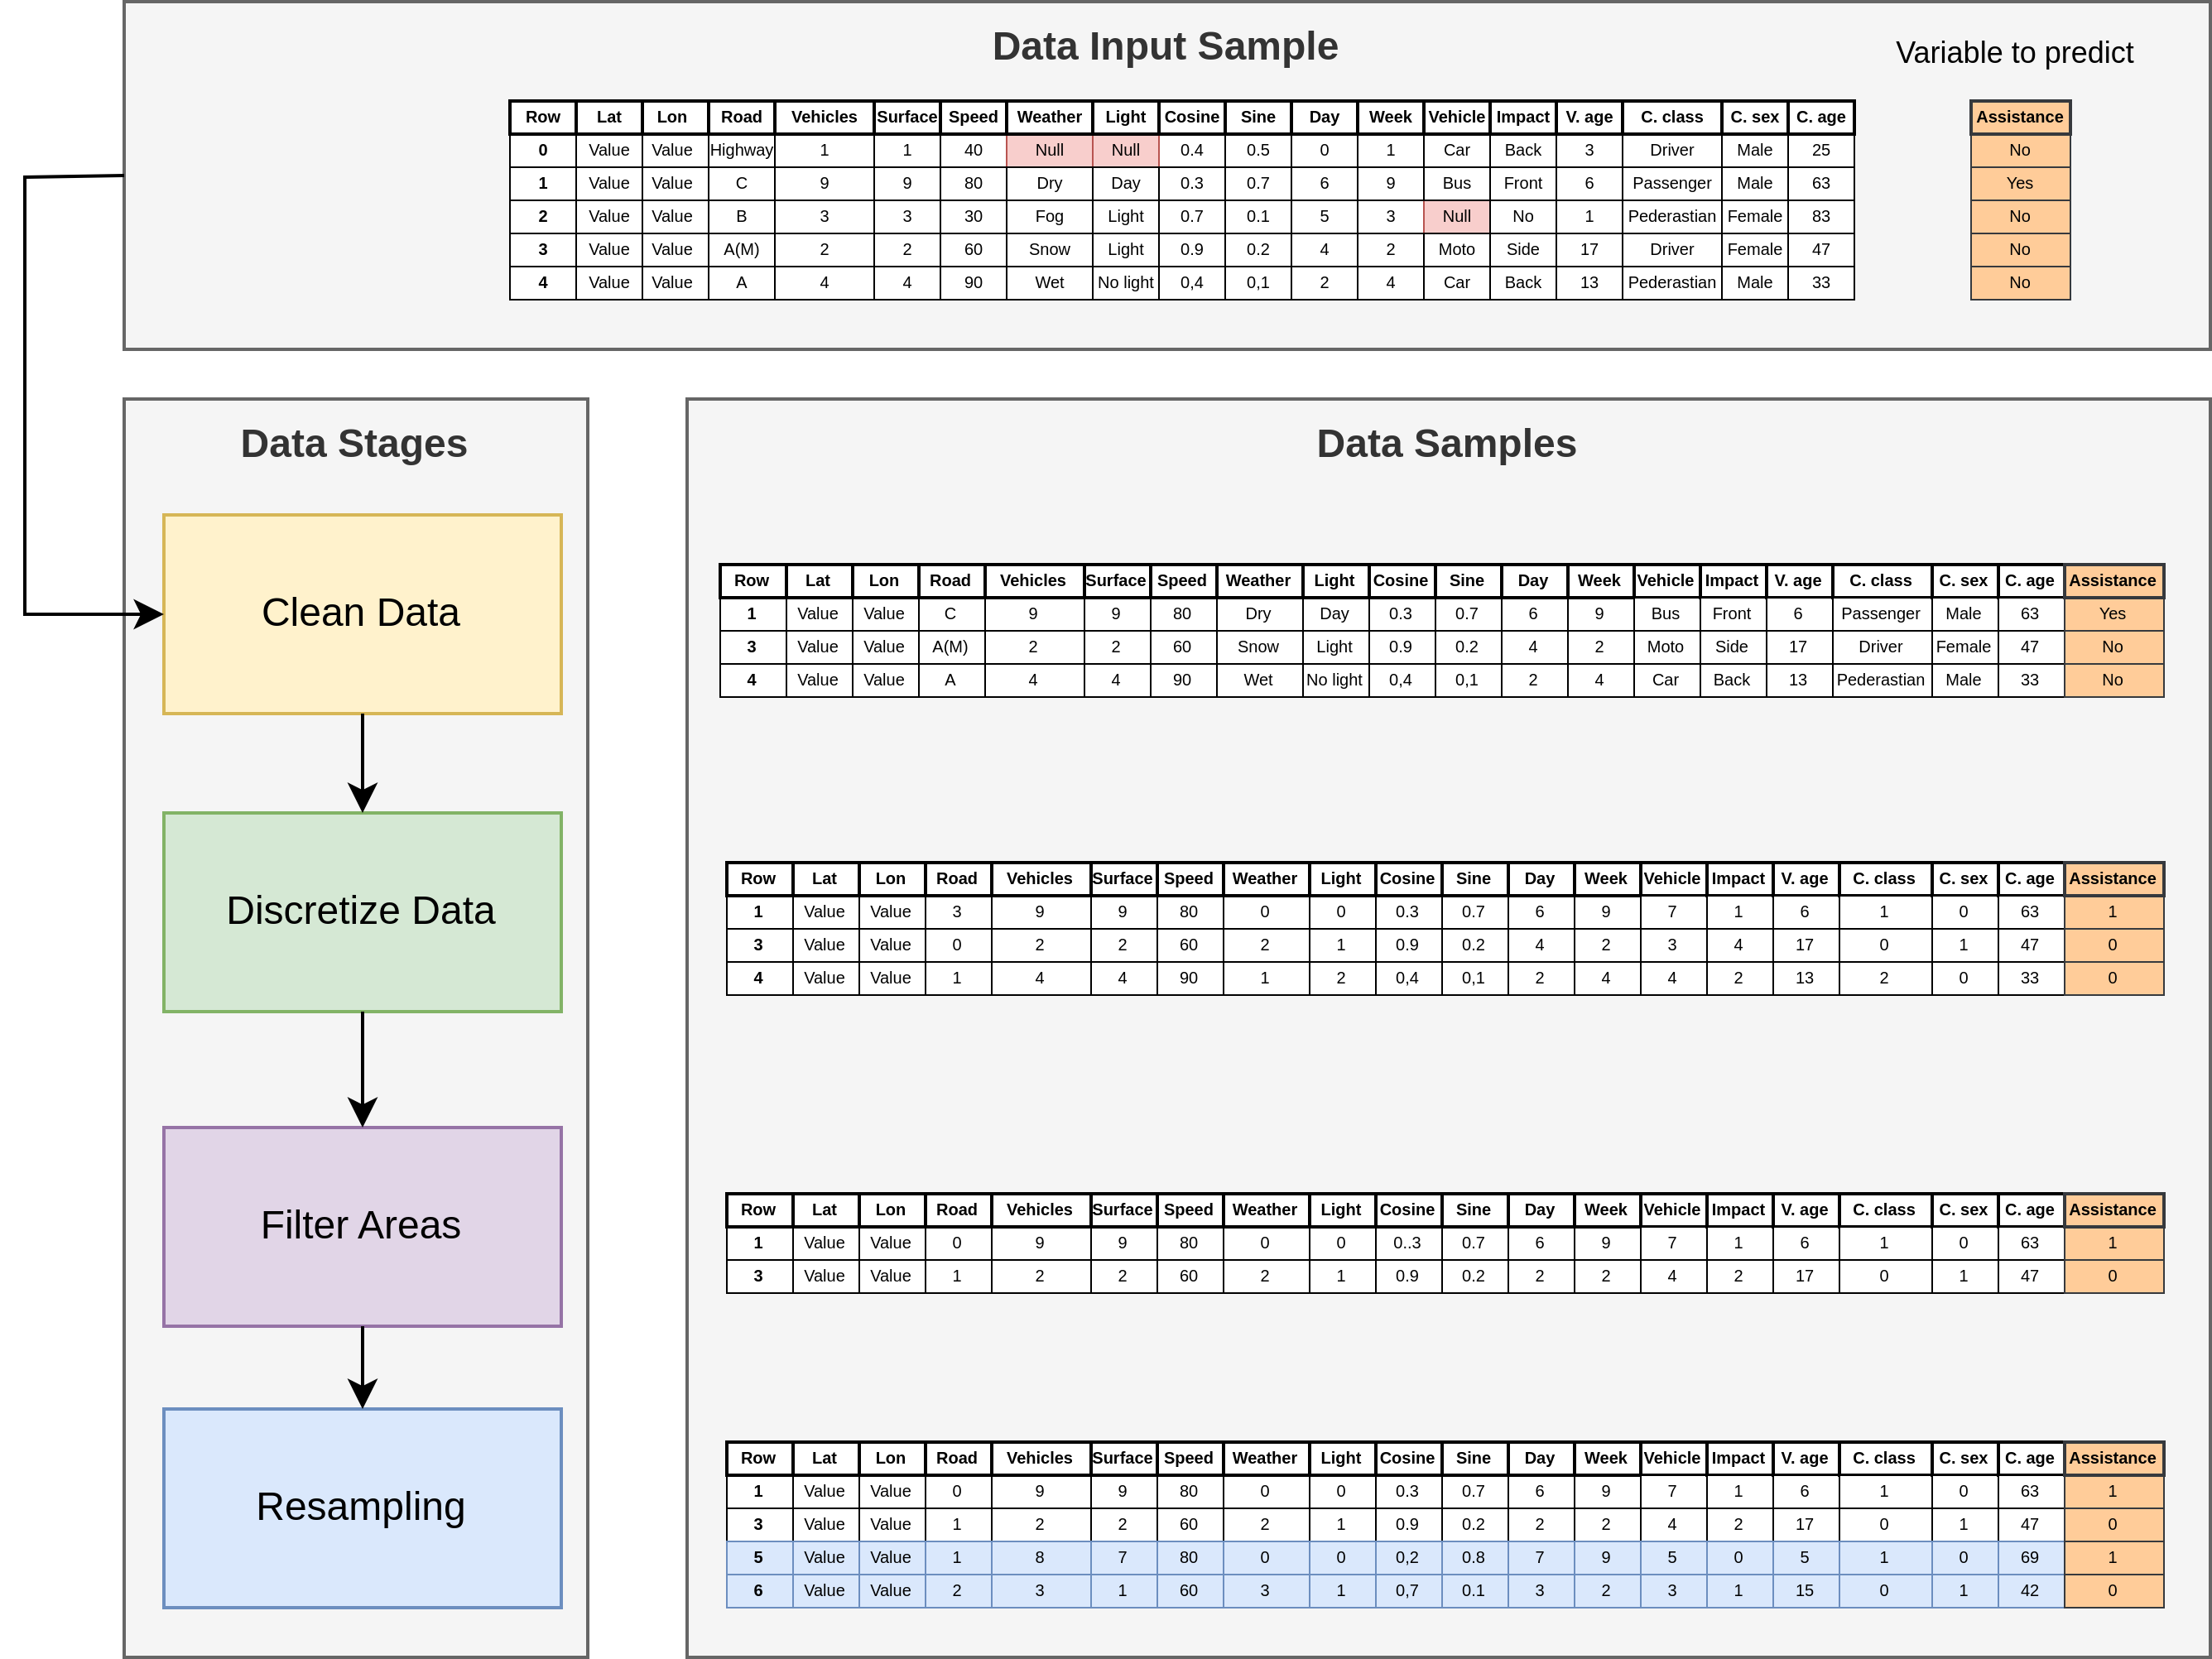 Data Input Sample
Variable to predict
Row Lat Lon Road Vehicles Surface Speed Weather Light Cosine Sine Day Week Vehicle Impact V. age C. class C. sex C. age Assistance
0 Value Value Highway 1 1 40 Null Null 0.4 0.5 0 1 Car Back 3 Driver Male 25 No
1 Value Value C 9 9 80 Dry Day 0.3 0.7 6 9 Bus Front 6 Passenger Male 63 Yes
2 Value Value B 3 3 30 Fog Light 0.7 0.1 5 3 Null No 1 Pederastian Female 83 No
3 Value Value A(M) 2 2 60 Snow Light 0.9 0.2 4 2 Moto Side 17 Driver Female 47 No
4 Value Value A 4 4 90 Wet No light 0,4 0,1 2 4 Car Back 13 Pederastian Male 33 No
Data Stages
Clean Data
Discretize Data
Filter Areas
Resampling
Data Samples
Row Lat Lon Road Vehicles Surface Speed Weather Light Cosine Sine Day Week Vehicle Impact V. age C. class C. sex C. age Assistance
1 Value Value C 9 9 80 Dry Day 0.3 0.7 6 9 Bus Front 6 Passenger Male 63 Yes
3 Value Value A(M) 2 2 60 Snow Light 0.9 0.2 4 2 Moto Side 17 Driver Female 47 No
4 Value Value A 4 4 90 Wet No light 0,4 0,1 2 4 Car Back 13 Pederastian Male 33 No
Row Lat Lon Road Vehicles Surface Speed Weather Light Cosine Sine Day Week Vehicle Impact V. age C. class C. sex C. age Assistance
1 Value Value 3 9 9 80 0 0 0.3 0.7 6 9 7 1 6 1 0 63 1
3 Value Value 0 2 2 60 2 1 0.9 0.2 4 2 3 4 17 0 1 47 0
4 Value Value 1 4 4 90 1 2 0,4 0,1 2 4 4 2 13 2 0 33 0
Row Lat Lon Road Vehicles Surface Speed Weather Light Cosine Sine Day Week Vehicle Impact V. age C. class C. sex C. age Assistance
1 Value Value 0 9 9 80 0 0 0..3 0.7 6 9 7 1 6 1 0 63 1
3 Value Value 1 2 2 60 2 1 0.9 0.2 2 2 4 2 17 0 1 47 0
Row Lat Lon Road Vehicles Surface Speed Weather Light Cosine Sine Day Week Vehicle Impact V. age C. class C. sex C. age Assistance
1 Value Value 0 9 9 80 0 0 0.3 0.7 6 9 7 1 6 1 0 63 1
3 Value Value 1 2 2 60 2 1 0.9 0.2 2 2 4 2 17 0 1 47 0
5 Value Value 1 8 7 80 0 0 0,2 0.8 7 9 5 0 5 1 0 69 1
6 Value Value 2 3 1 60 3 1 0,7 0.1 3 2 3 1 15 0 1 42 0